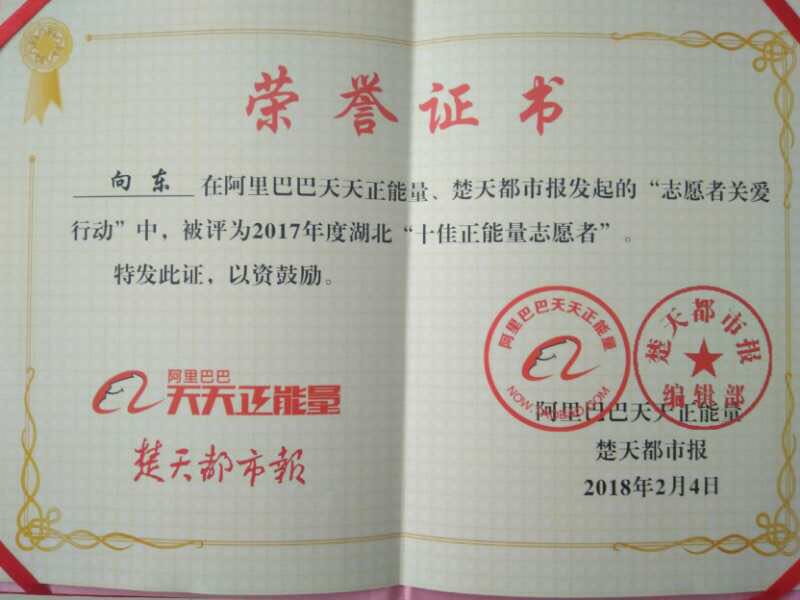 荣誉证书
向东 在阿里巴巴天天正能量、楚天都市报发起的“志愿者关爱
行动”中，被评为2017年度湖北“十佳正能量志愿者”。
特发此证，以资鼓励。
阿里巴巴
天天正能量
楚天都市報
阿里巴巴天天正能量
楚天都市报
编辑部
阿里巴巴天天正能量
楚天都市报
2018年2月4日